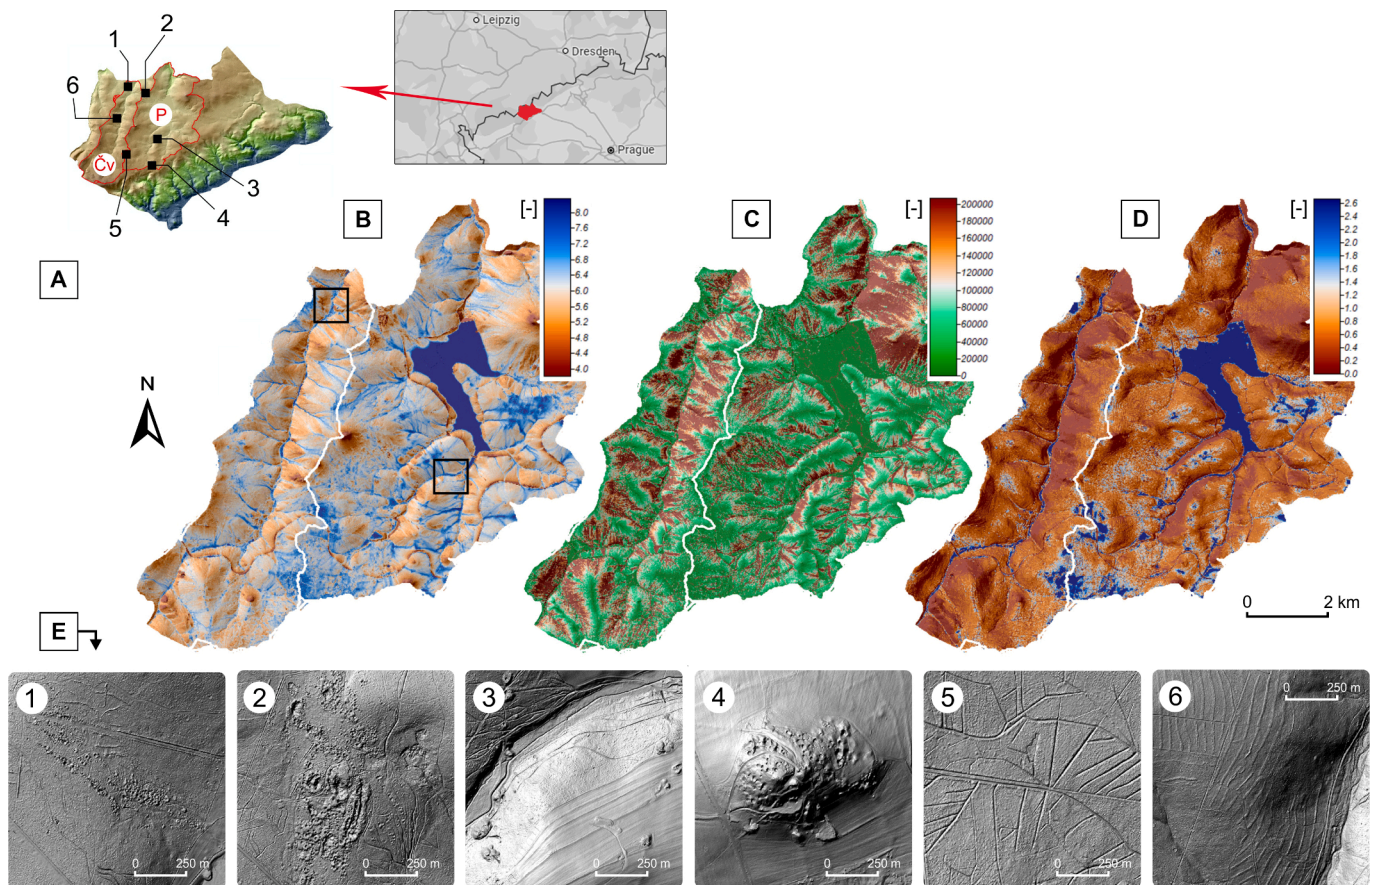 1
2
6
P
Čv
3
5
4
Leipzig
Dresden
Prague
A
B
[-]
8.0
7.6
7.2
6.8
6.4
6.0
5.6
5.2
4.8
4.4
4.0
C
[-]
200000
180000
160000
140000
120000
100000
80000
60000
40000
20000
0
D
[-]
2.6
2.4
2.2
2.0
1.8
1.6
1.4
1.2
1.0
0.8
0.6
0.4
0.2
0.0
N
0 2 km
E
1
0 250 m
2
0 250 m
3
0 250 m
4
0 250 m
5
0 250 m
6
0 250 m